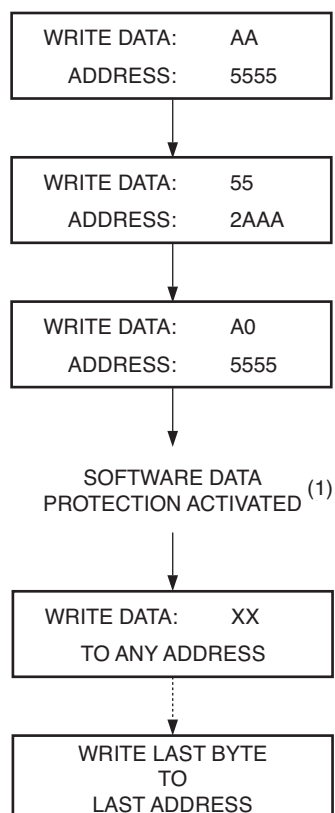 WRITE DATA: AA
ADDRESS: 5555
WRITE DATA: 55
ADDRESS: 2AAA
WRITE DATA: A0
ADDRESS: 5555
SOFTWARE DATA
PROTECTION ACTIVATED (1)
WRITE DATA: XX
TO ANY ADDRESS
WRITE LAST BYTE
TO
LAST ADDRESS